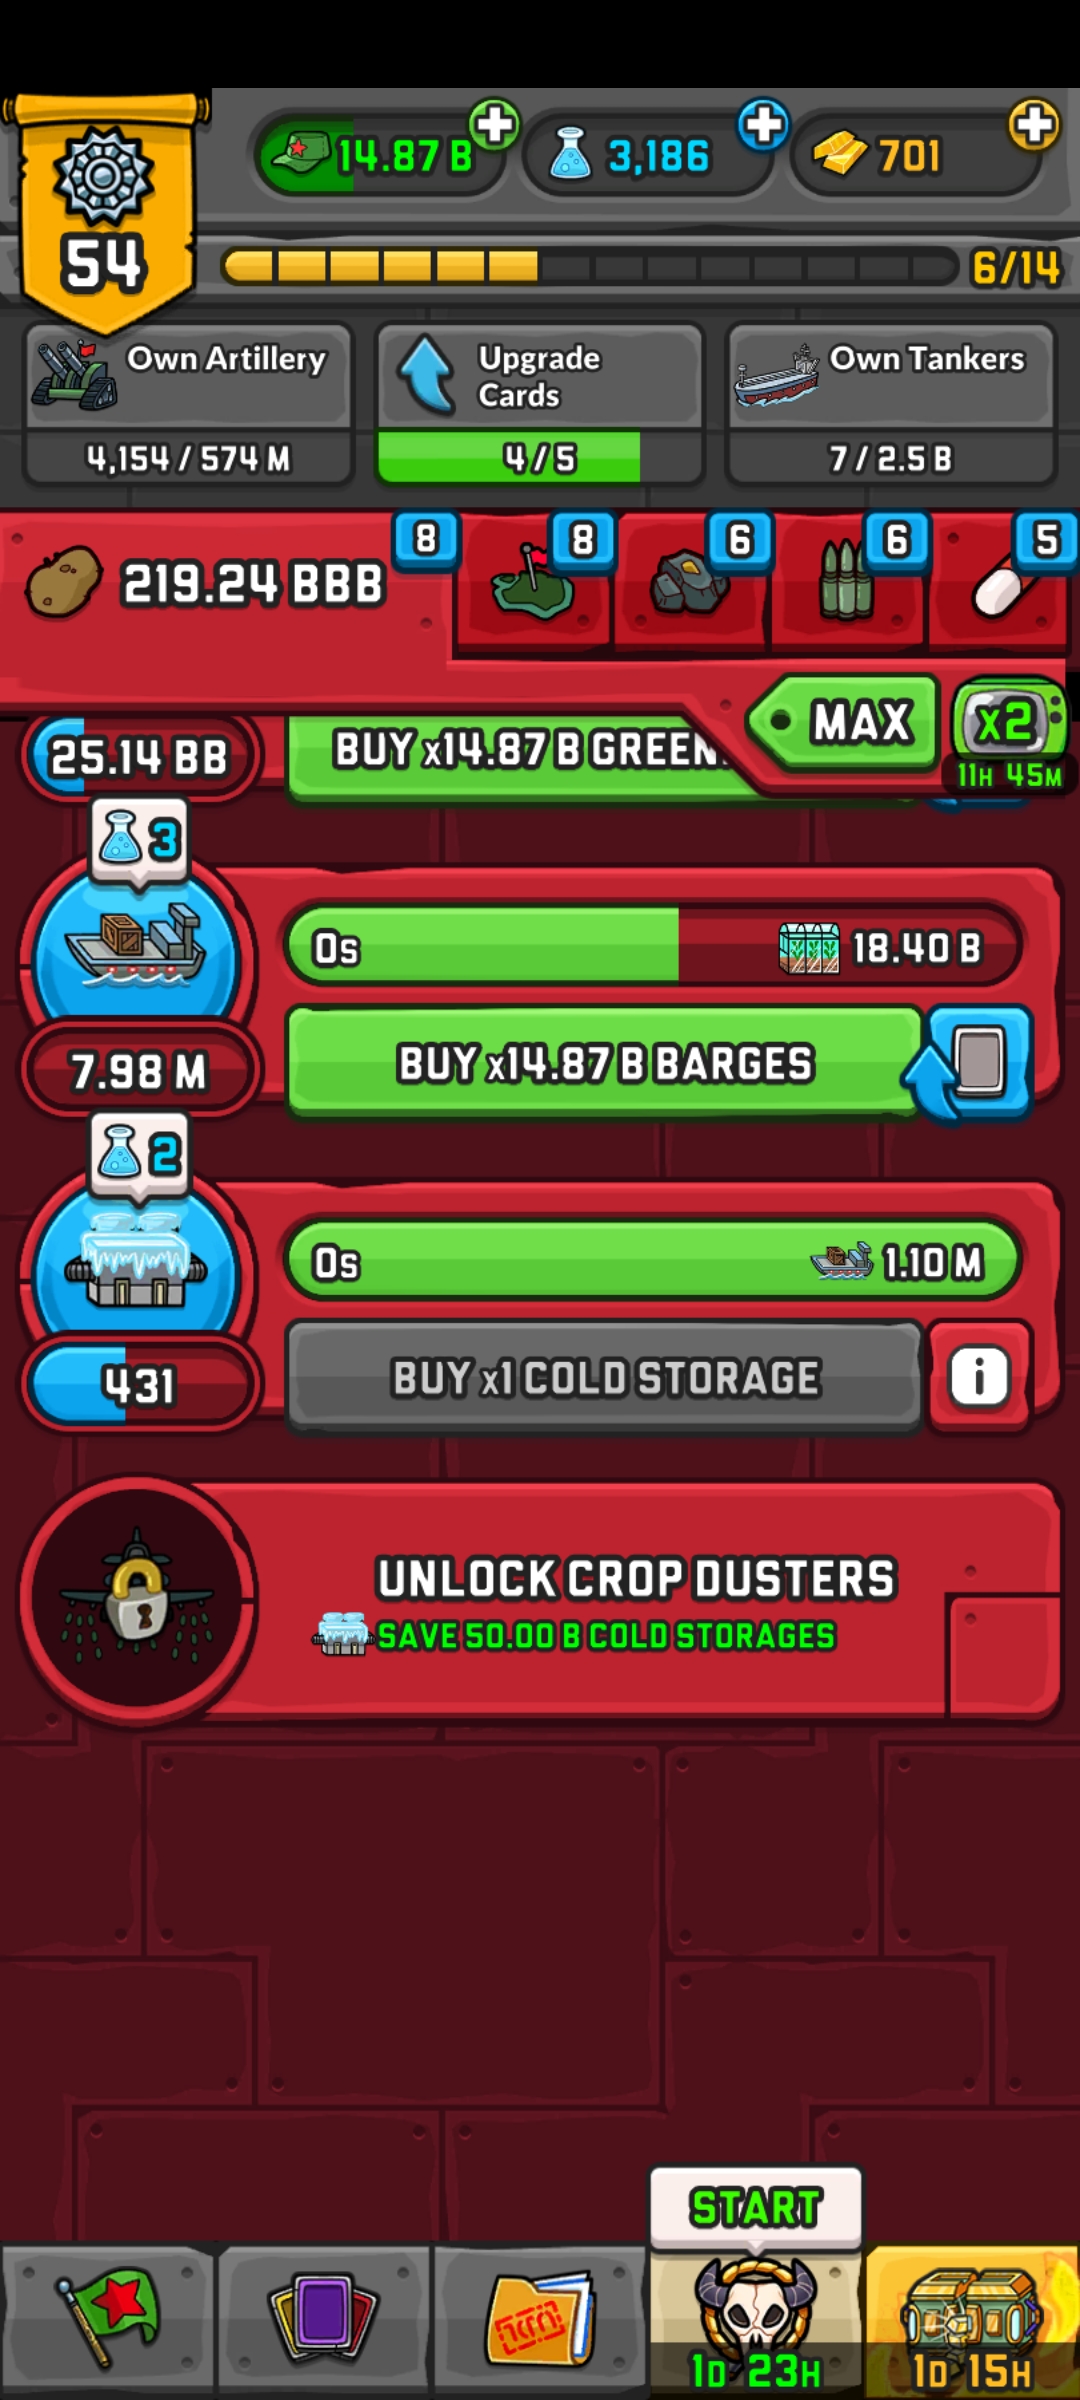 14.87 B
3,186
701
54
6/14
Own Artillery
4,154 / 574 M
Upgrade
Cards
4 / 5
Own Tankers
7 / 2.5 B
219.24 BBB
8
8
6
6
5
MAX
x2
11H 45M
25.14 BB
BUY x14.87 B GREEN
3
0s
18.40 B
7.98 M
BUY x14.87 B BARGES
2
0s
1.10 M
431
BUY x1 COLD STORAGE
i
UNLOCK CROP DUSTERS
SAVE 50.00 B COLD STORAGES
START
1D 23H
1D 15H